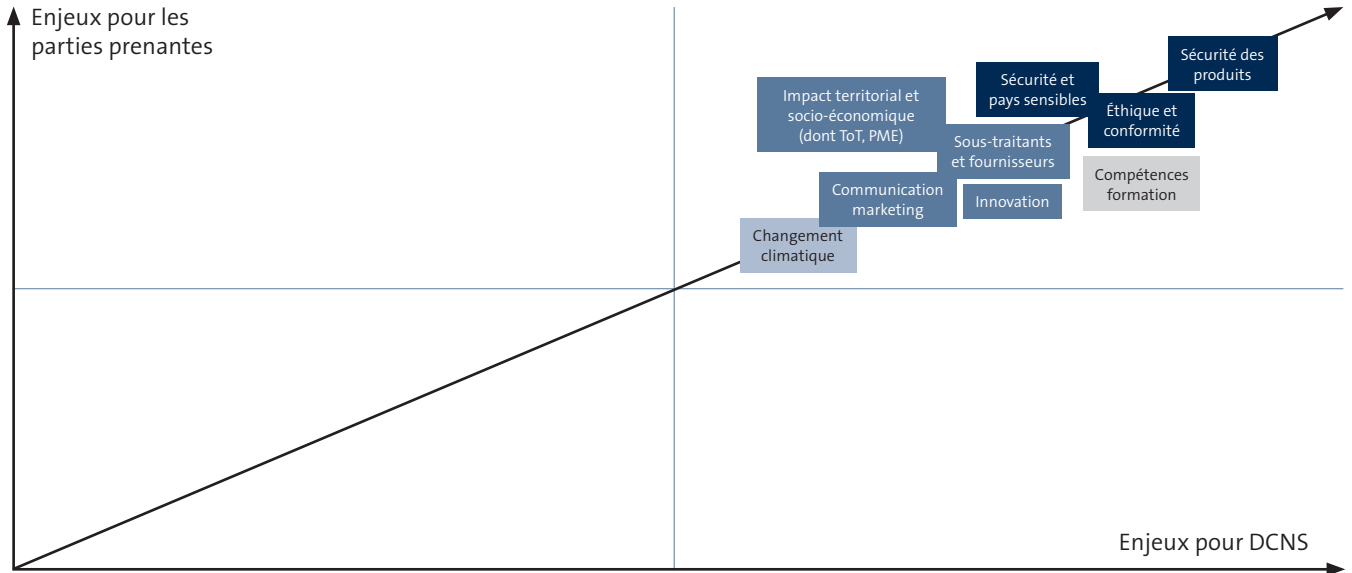 Enjeux pour les
parties prenantes
Sécurité des
produits
Sécurité et
pays sensibles
Impact territorial et
socio-économique
(dont ToT, PME)
Éthique et
conformité
Sous-traitants
et fournisseurs
Compétences
formation
Communication
marketing
Innovation
Changement
climatique
Enjeux pour DCNS